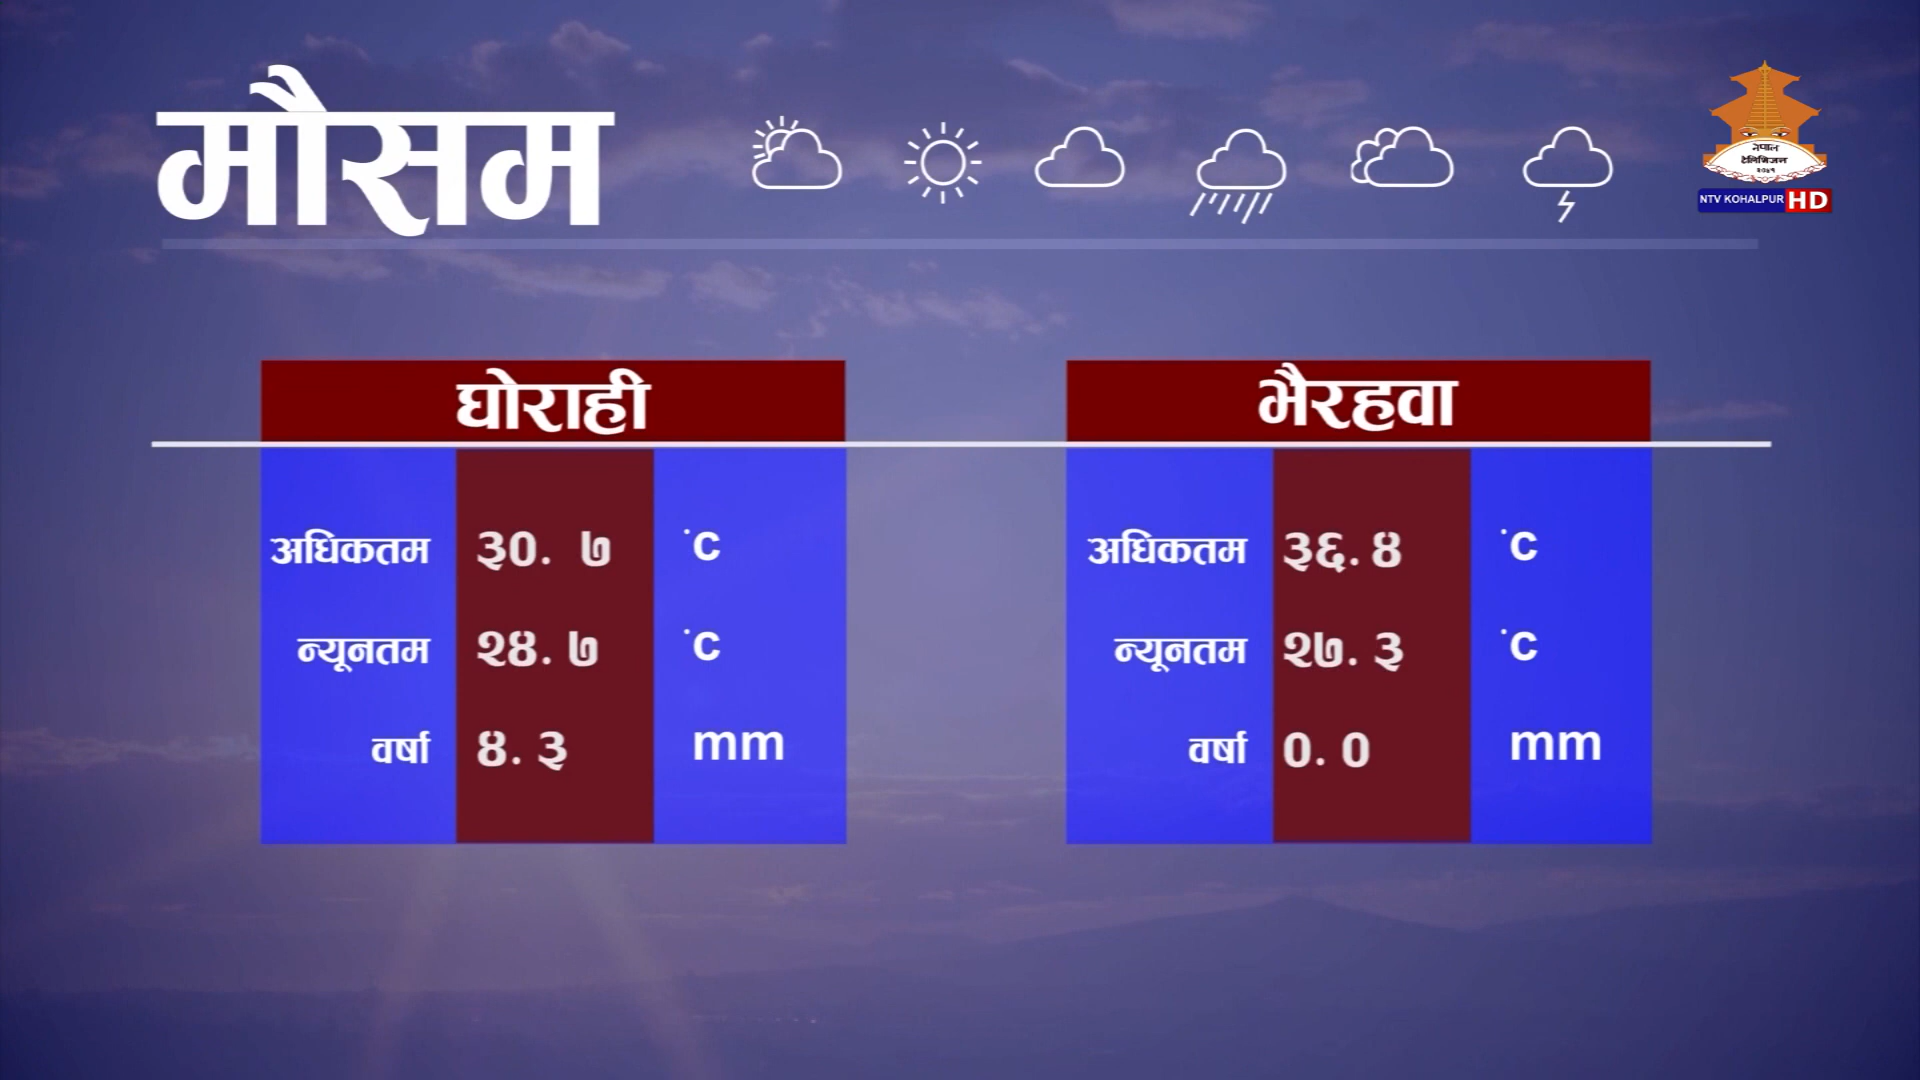 मौसम
नेपाल
टेलिभिजन
२०४१
NTV KOHALPUR HD
घोराही
अधिकतम ३०. ७ °C
न्यूनतम २४. ७ °C
वर्षा ४. ३ mm
भैरहवा
अधिकतम ३६. ४ °C
न्यूनतम २७. ३ °C
वर्षा ०. ० mm